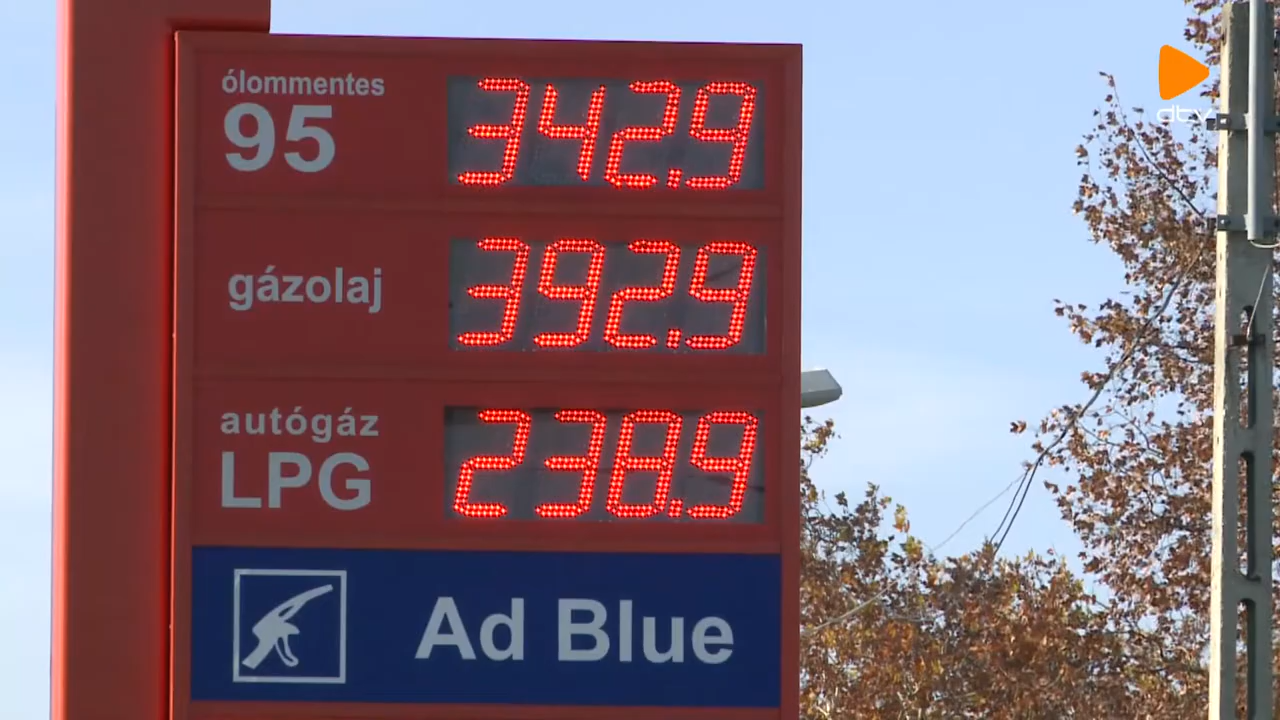 ólommentes
95
342.9
gázolaj
392.9
autógáz
LPG
238.9
Ad Blue
dtv